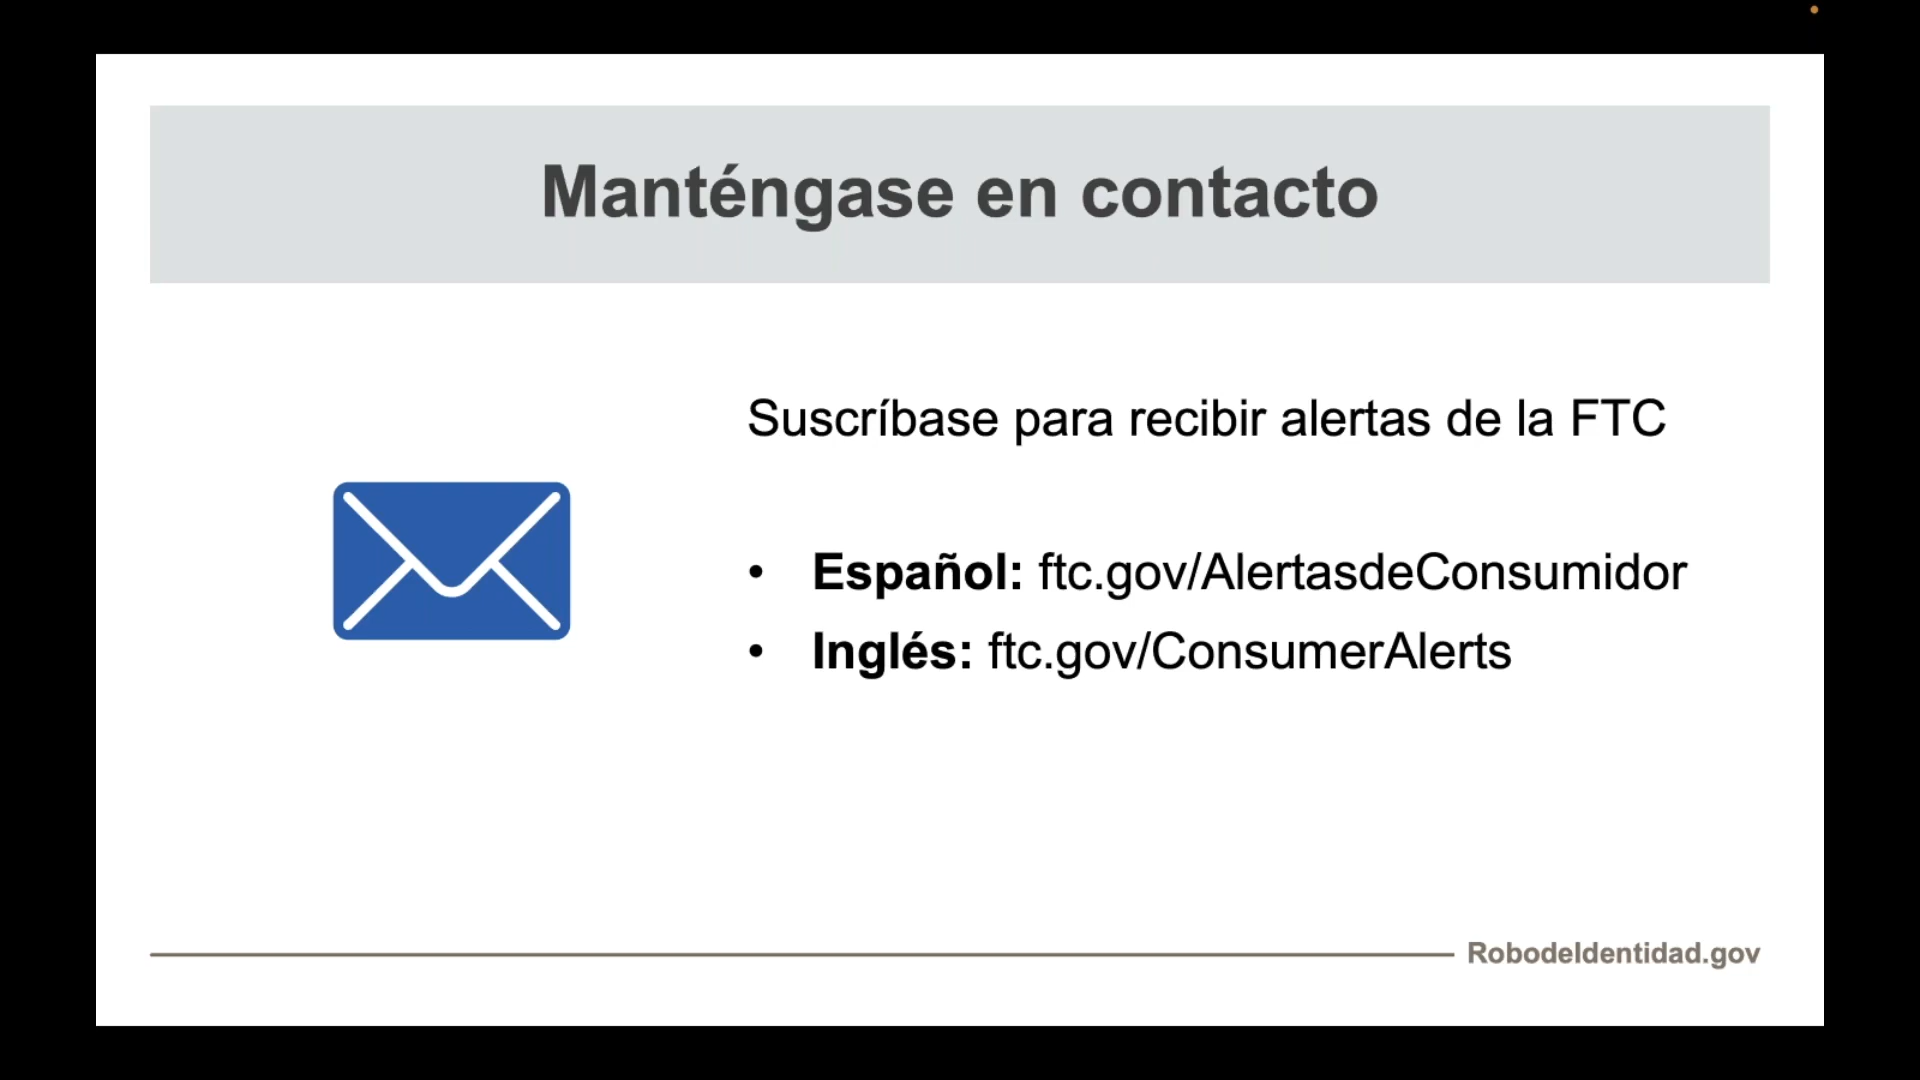 Manténgase en contacto
Suscríbase para recibir alertas de la FTC
• Español: ftc.gov/AlertasdeConsumidor
• Inglés: ftc.gov/ConsumerAlerts
RobodeIdentidad.gov